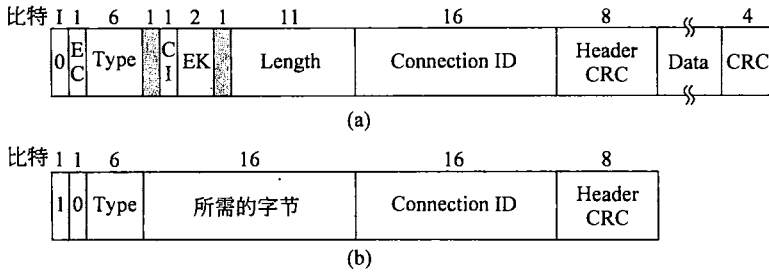 比特 1 1 6 1 1 2 1 11 16 8 4
0 EC Type CI EK Length Connection ID Header CRC Data CRC
(a)
比特 1 1 6 16 16 8
1 0 Type 所需的字节 Connection ID Header CRC
(b)